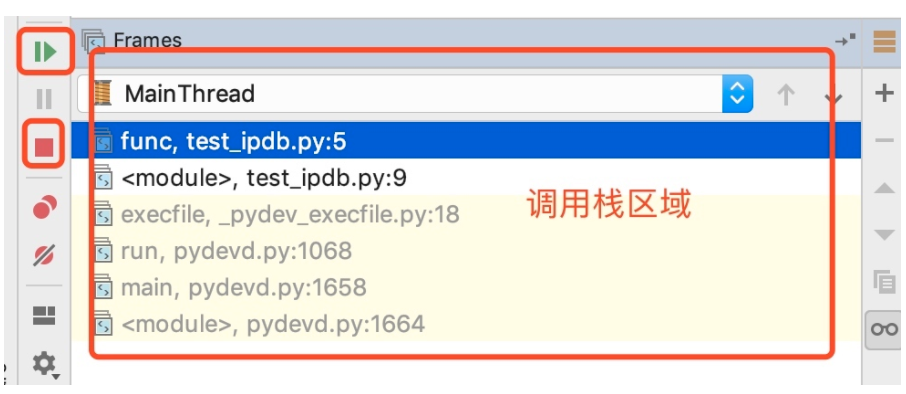 Frames
MainThread
func, test_ipdb.py:5
<module>, test_ipdb.py:9
execfile, _pydev_execfile.py:18
调用栈区域
run, pydevd.py:1068
main, pydevd.py:1658
<module>, pydevd.py:1664